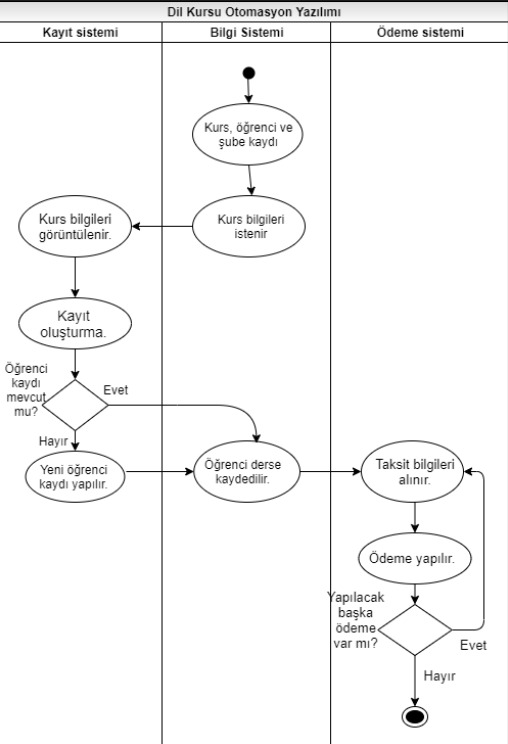 Dil Kursu Otomasyon Yazılımı
Kayıt sistemi
Bilgi Sistemi
Ödeme sistemi
Kurs, öğrenci ve
şube kaydı
Kurs bilgileri
istenir
Kurs bilgileri
görüntülenir.
Kayıt
oluşturma.
Öğrenci
kaydı
mevcut
mu?
Evet
Hayır
Yeni öğrenci
kaydı yapılır.
Öğrenci derse
kaydedilir.
Taksit bilgileri
alınır.
Ödeme yapılır.
Yapılacak
başka
ödeme
var mı?
Evet
Hayır